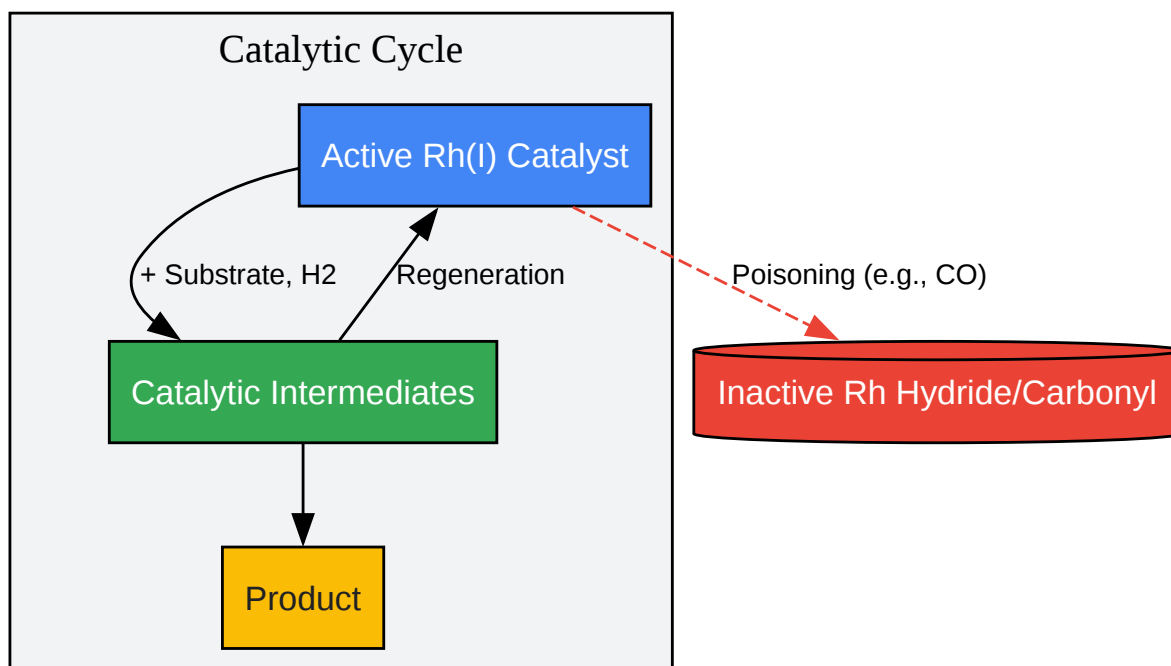 Catalytic Cycle
Active Rh(I) Catalyst
+ Substrate, H2
Regeneration
Poisoning (e.g., CO)
Catalytic Intermediates
Inactive Rh Hydride/Carbonyl
Product